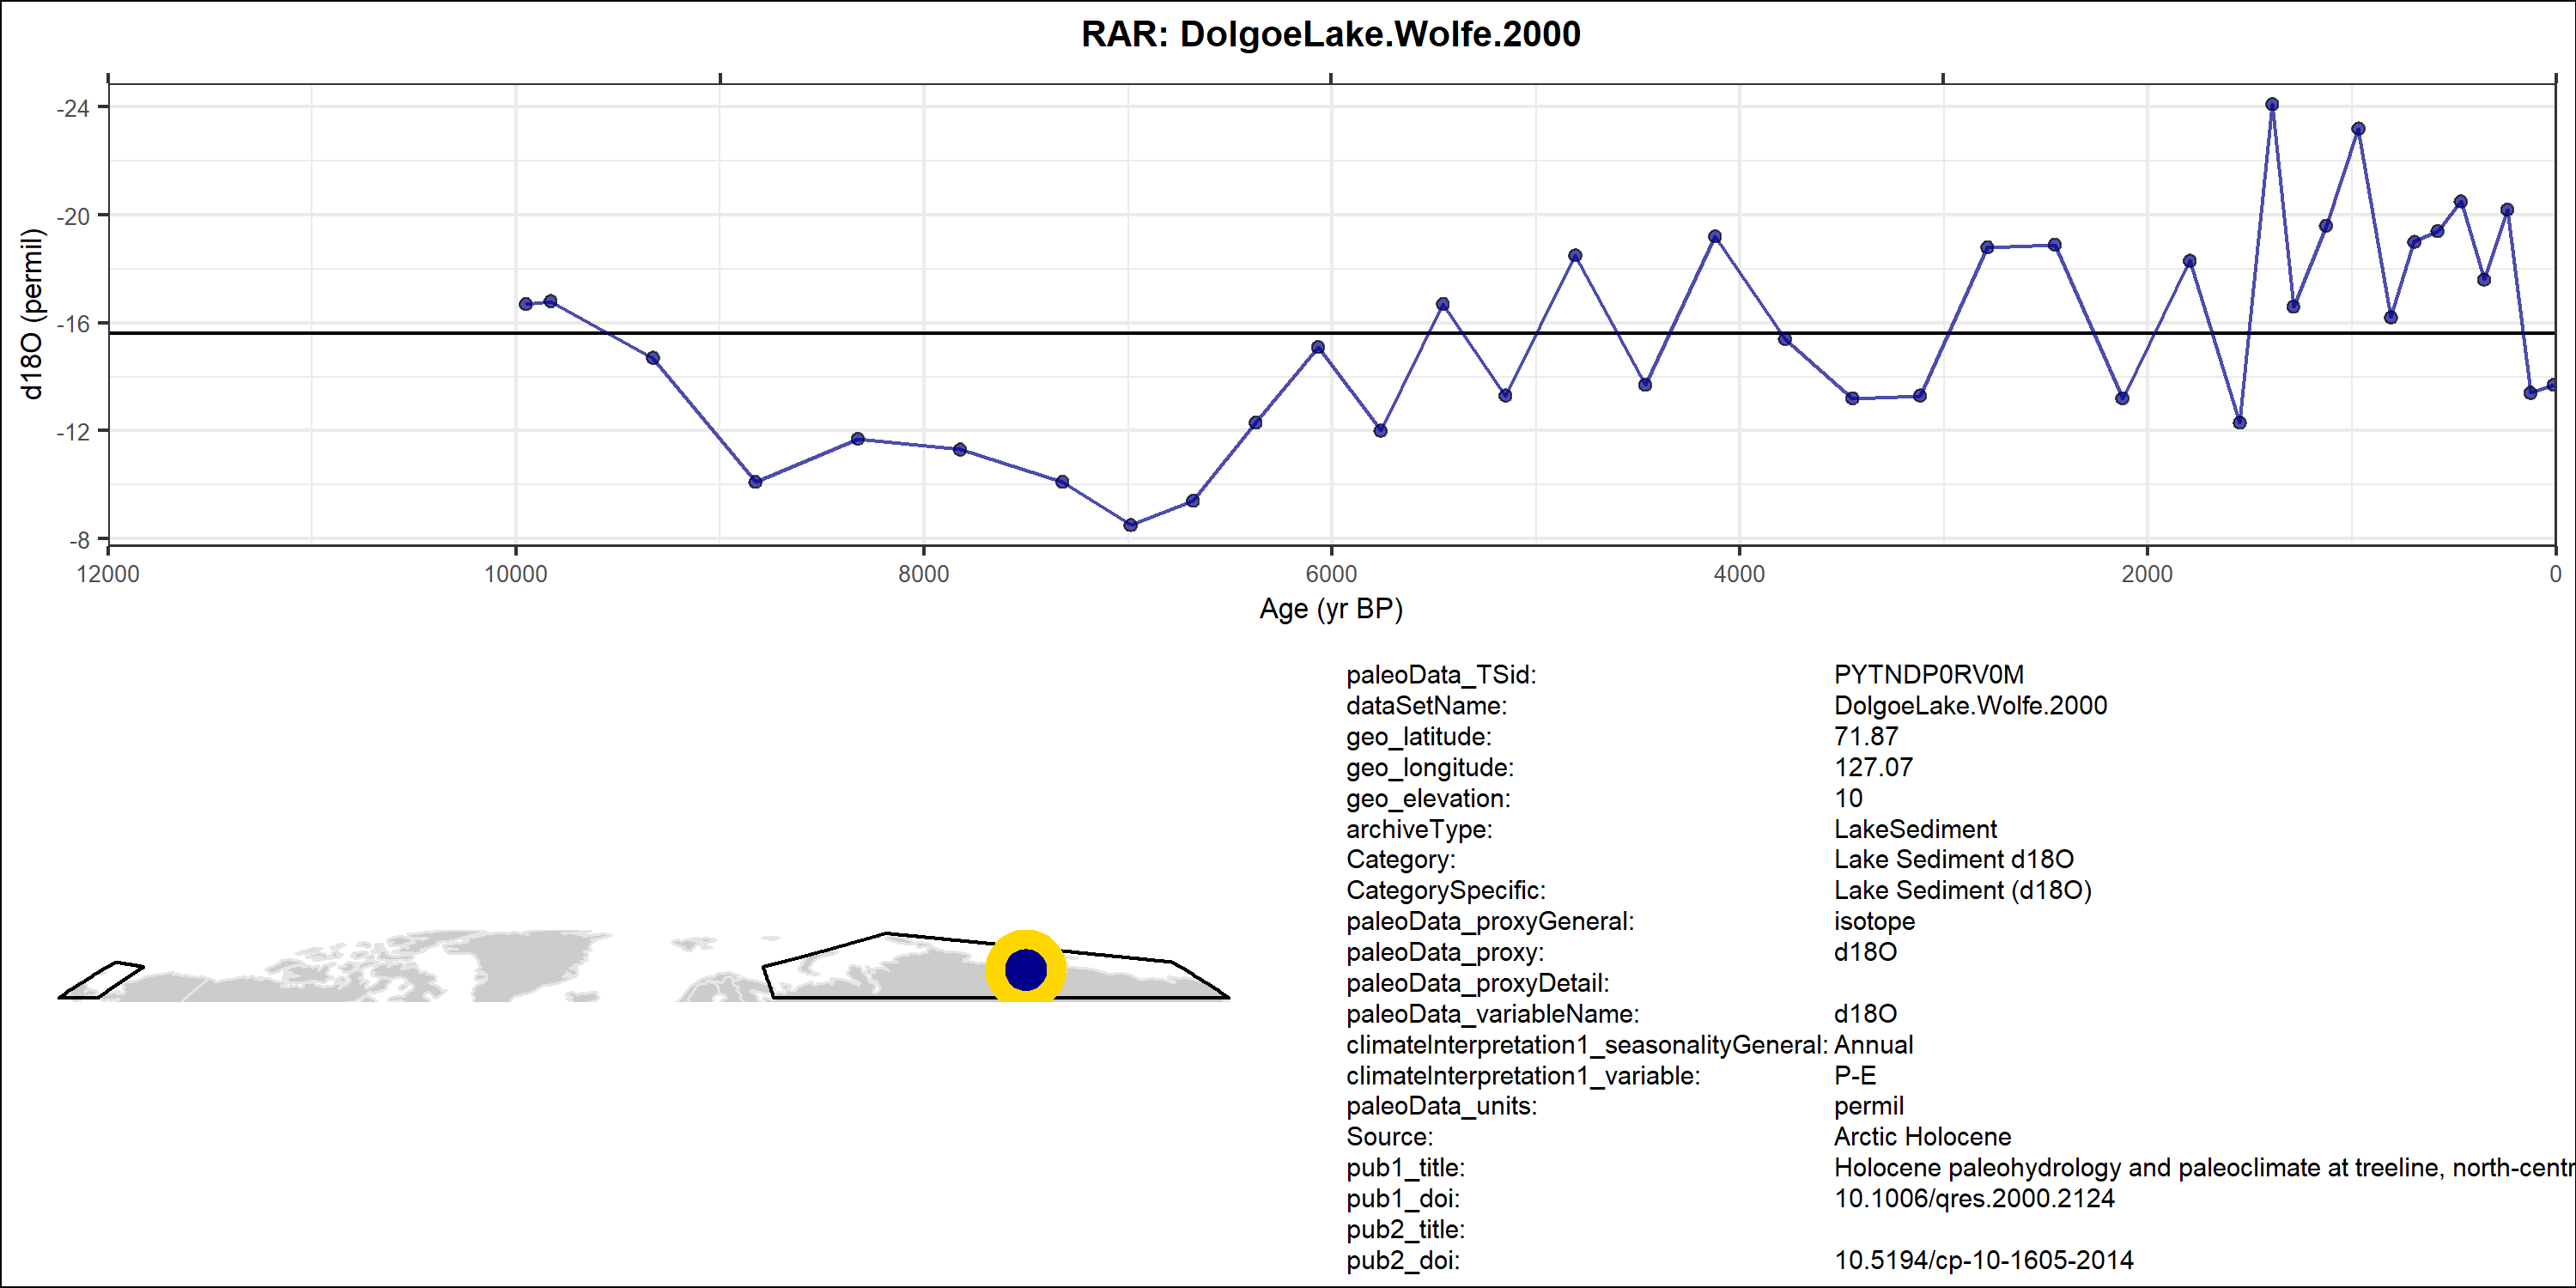 RAR: DolgoeLake.Wolfe.2000
d18O (permil)
-24
-20
-16
-12
-8
12000 10000 8000 6000 4000 2000 0
Age (yr BP)
paleoData_TSid: PYTNDP0RV0M
dataSetName: DolgoeLake.Wolfe.2000
geo_latitude: 71.87
geo_longitude: 127.07
geo_elevation: 10
archiveType: LakeSediment
Category: Lake Sediment d18O
CategorySpecific: Lake Sediment (d18O)
paleoData_proxyGeneral: isotope
paleoData_proxy: d18O
paleoData_proxyDetail:
paleoData_variableName: d18O
climateInterpretation1_seasonalityGeneral: Annual
climateInterpretation1_variable: P-E
paleoData_units: permil
Source: Arctic Holocene
pub1_title: Holocene paleohydrology and paleoclimate at treeline, north-centr
pub1_doi: 10.1006/qres.2000.2124
pub2_title:
pub2_doi: 10.5194/cp-10-1605-2014